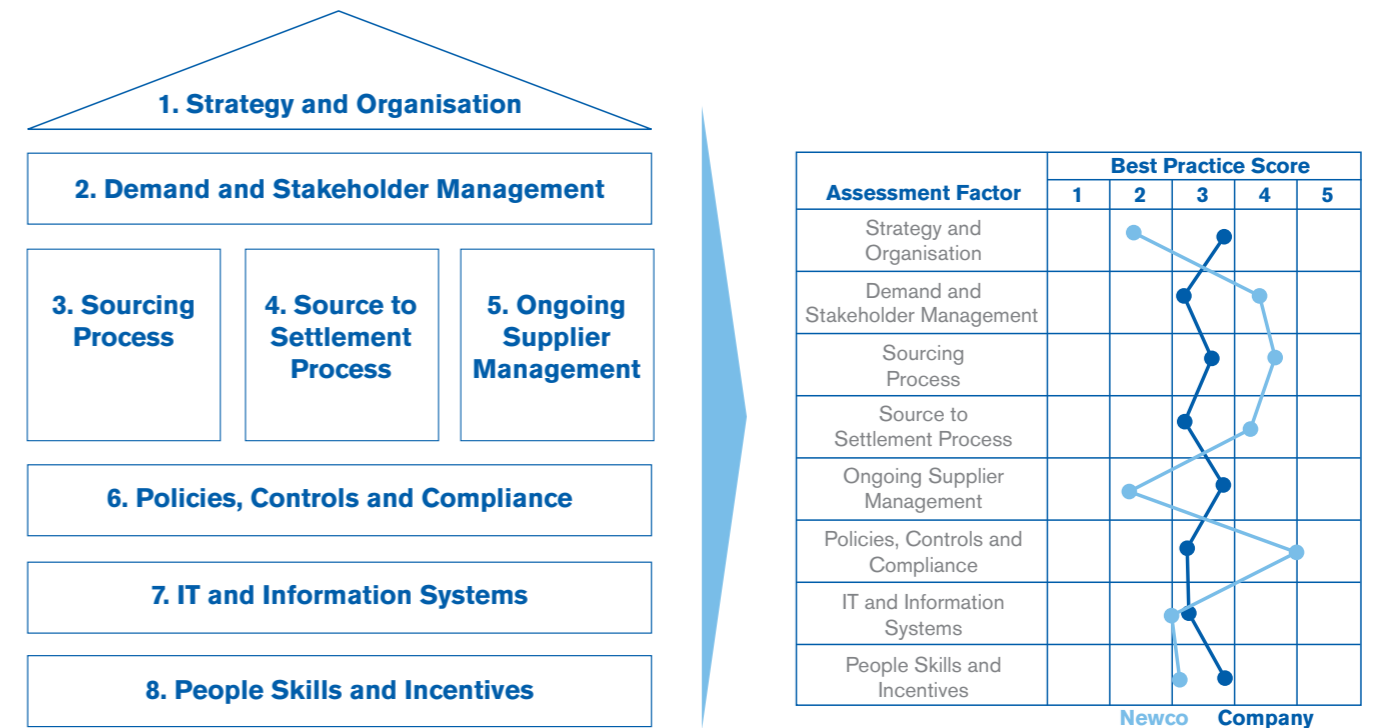 1. Strategy and Organisation
2. Demand and Stakeholder Management
3. Sourcing
Process
4. Source to
Settlement
Process
5. Ongoing
Supplier
Management
6. Policies, Controls and Compliance
7. IT and Information Systems
8. People Skills and Incentives
Assessment Factor
Best Practice Score
1 2 3 4 5
Strategy and
Organisation
Demand and
Stakeholder Management
Sourcing
Process
Source to
Settlement Process
Ongoing Supplier
Management
Policies, Controls and
Compliance
IT and Information
Systems
People Skills and
Incentives
Newco Company